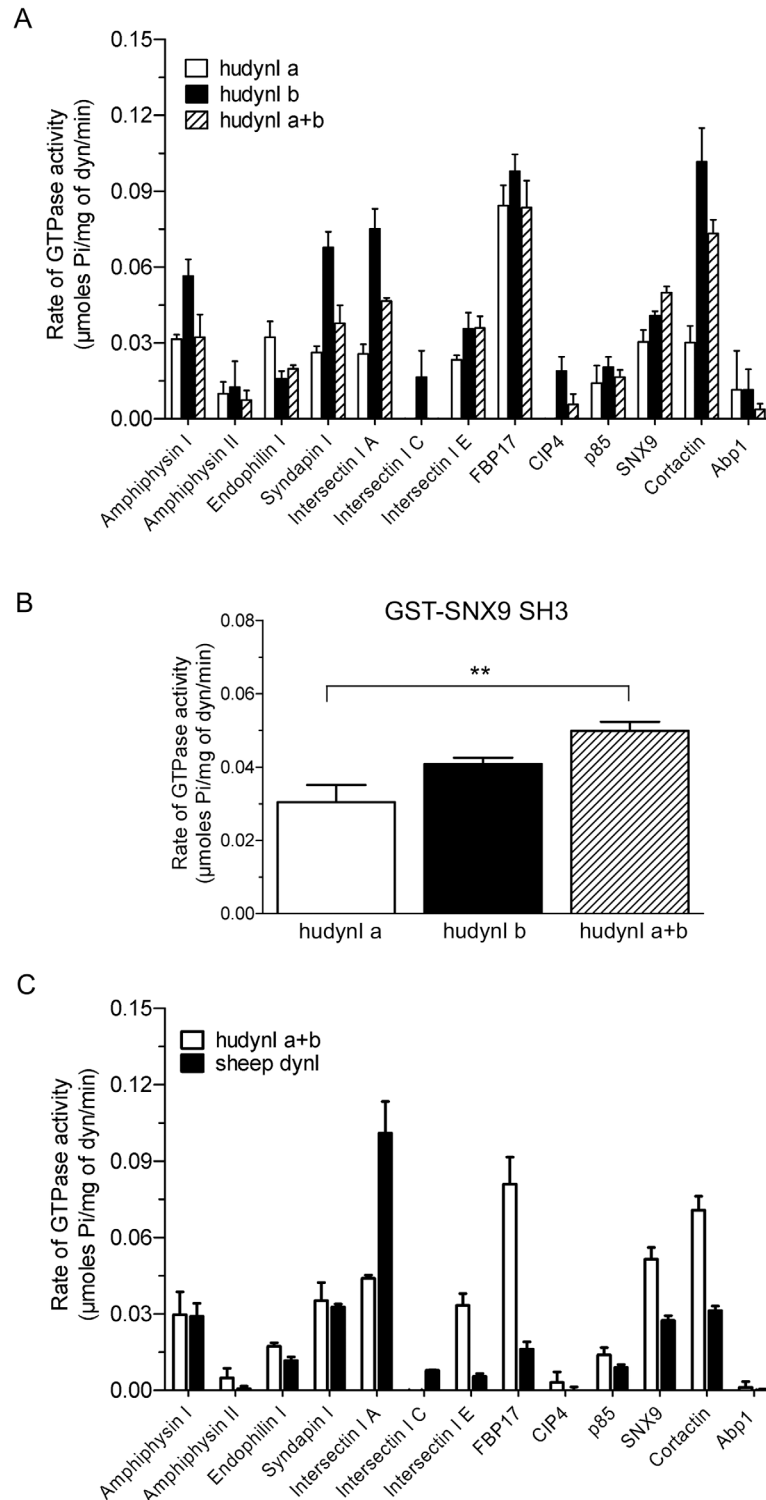 A
0.15
0.12
0.09
0.06
0.03
0.00
Rate of GTPase activity
(µmoles Pi/mg of dyn/min)
hudynI a
hudynI b
hudynI a+b
Amphiphysin I
Amphiphysin II
Endophilin I
Syndapin I
Intersectin I A
Intersectin I C
Intersectin I E
FBP17
CIP4
p85
SNX9
Cortactin
Abp1
B
GST-SNX9 SH3
0.08
0.06
0.04
0.02
0.00
Rate of GTPase activity
(µmoles Pi/mg of dyn/min)
**
hudynI a
hudynI b
hudynI a+b
C
0.15
0.12
0.09
0.06
0.03
0.00
Rate of GTPase activity
(µmoles Pi/mg of dyn/min)
hudynI a+b
sheep dynI
Amphiphysin I
Amphiphysin II
Endophilin I
Syndapin I
Intersectin I A
Intersectin I C
Intersectin I E
FBP17
CIP4
p85
SNX9
Cortactin
Abp1